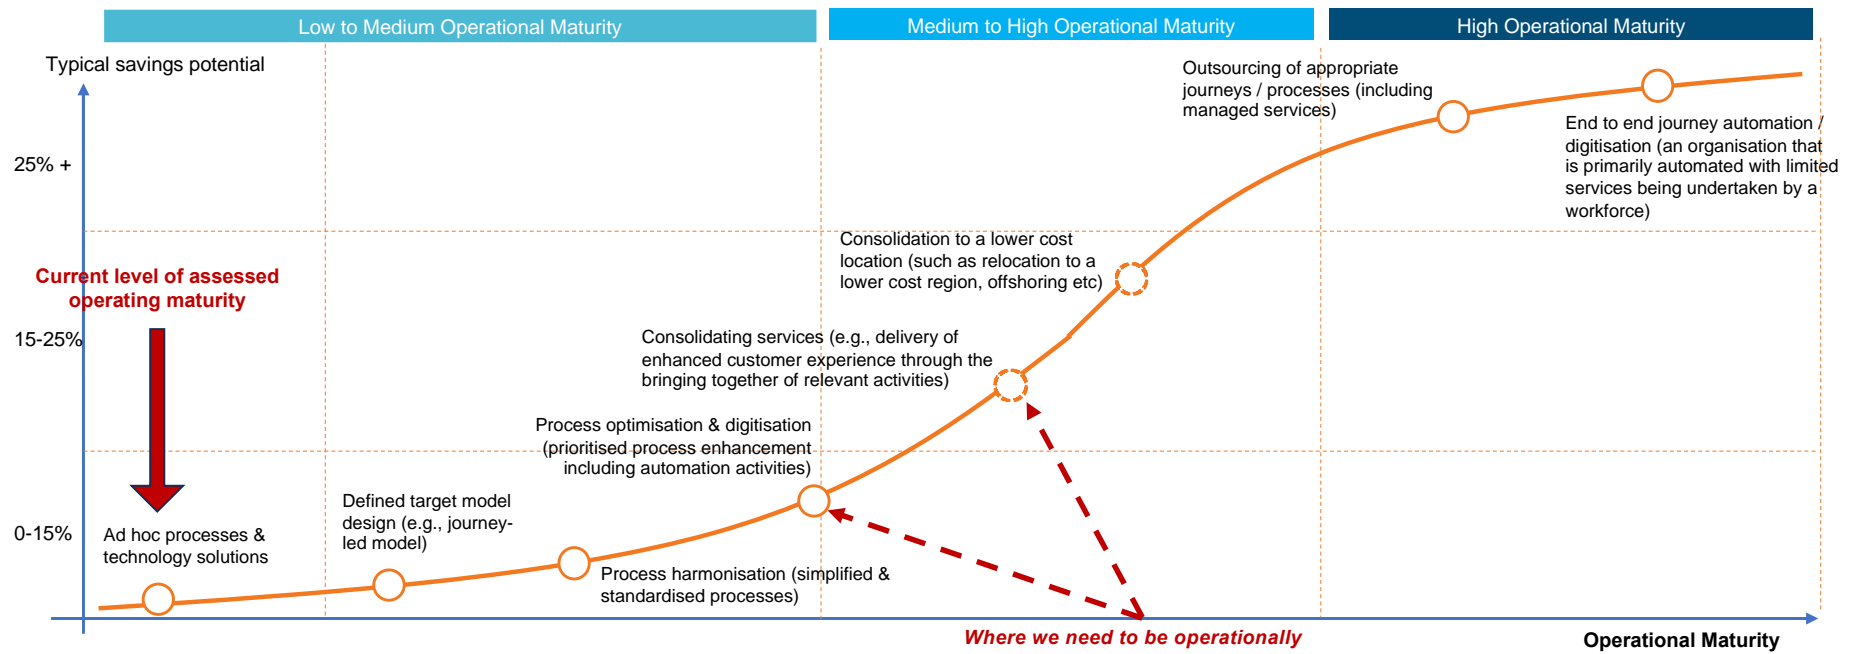 Low to Medium Operational Maturity
Medium to High Operational Maturity
High Operational Maturity
Typical savings potential
25% +
15-25%
0-15%
Current level of assessed
operating maturity
Ad hoc processes &
technology solutions
Defined target model
design (e.g., journey-
led model)
Process harmonisation (simplified &
standardised processes)
Process optimisation & digitisation
(prioritised process enhancement
including automation activities)
Consolidating services (e.g., delivery of
enhanced customer experience through the
bringing together of relevant activities)
Consolidation to a lower cost
location (such as relocation to a
lower cost region, offshoring etc)
Outsourcing of appropriate
journeys / processes (including
managed services)
End to end journey automation /
digitisation (an organisation that
is primarily automated with limited
services being undertaken by a
workforce)
Where we need to be operationally
Operational Maturity